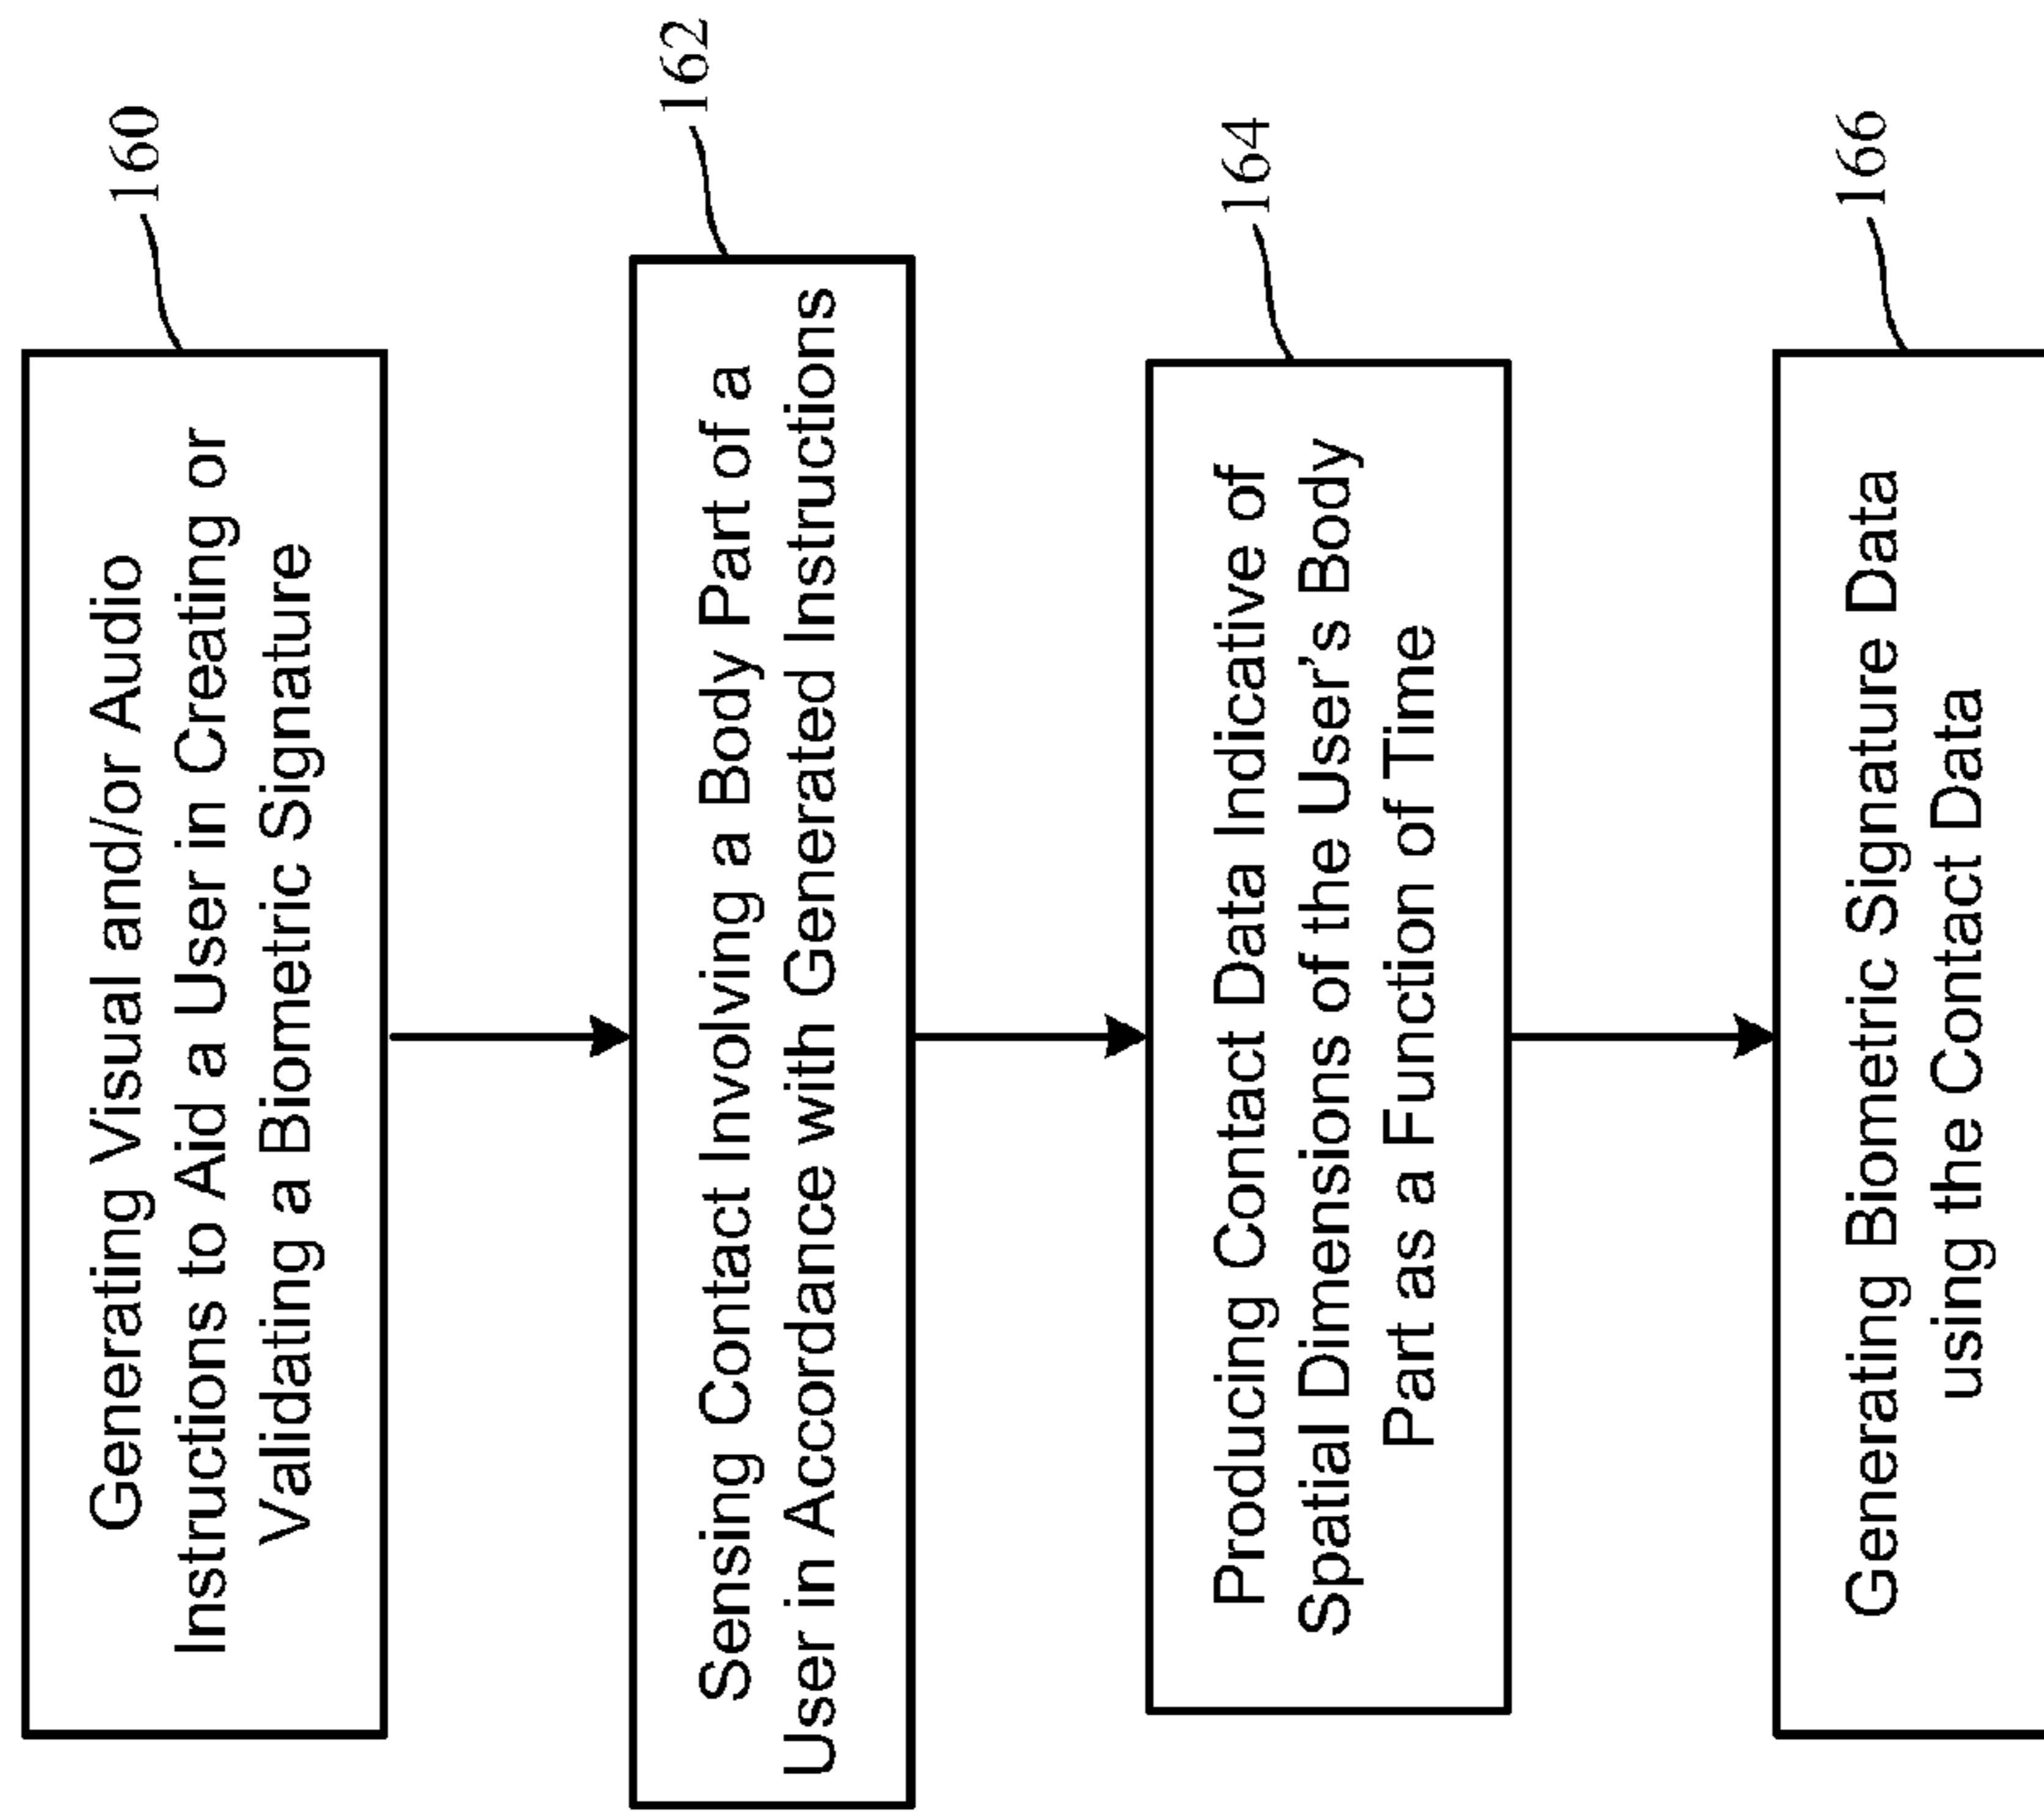 160
Generating Visual and/or Audio
Instructions to Aid a User in Creating or
Validating a Biometric Signature
162
Sensing Contact Involving a Body Part of a
User in Accordance with Generated Instructions
164
Producing Contact Data Indicative of
Spatial Dimensions of the User's Body
Part as a Function of Time
166
Generating Biometric Signature Data
using the Contact Data